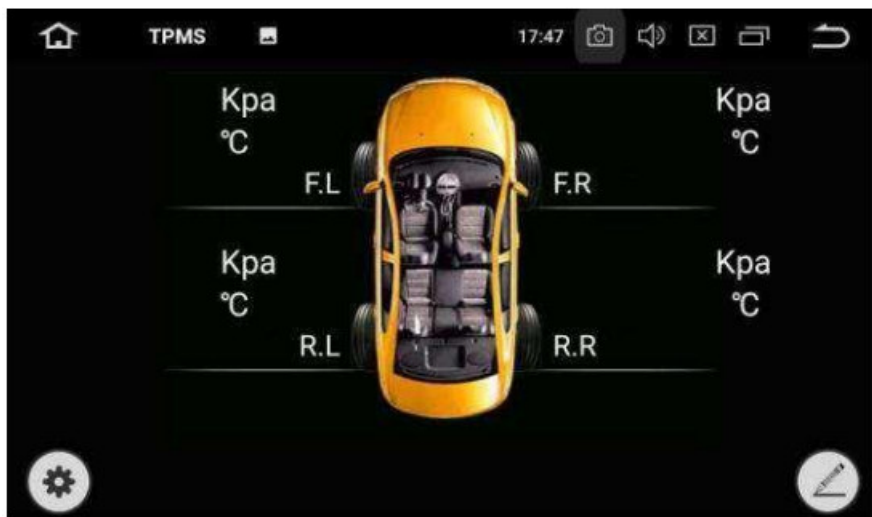 TPMS 17:47
Kpa Kpa
℃ ℃
F.L F.R
Kpa Kpa
℃ ℃
R.L R.R